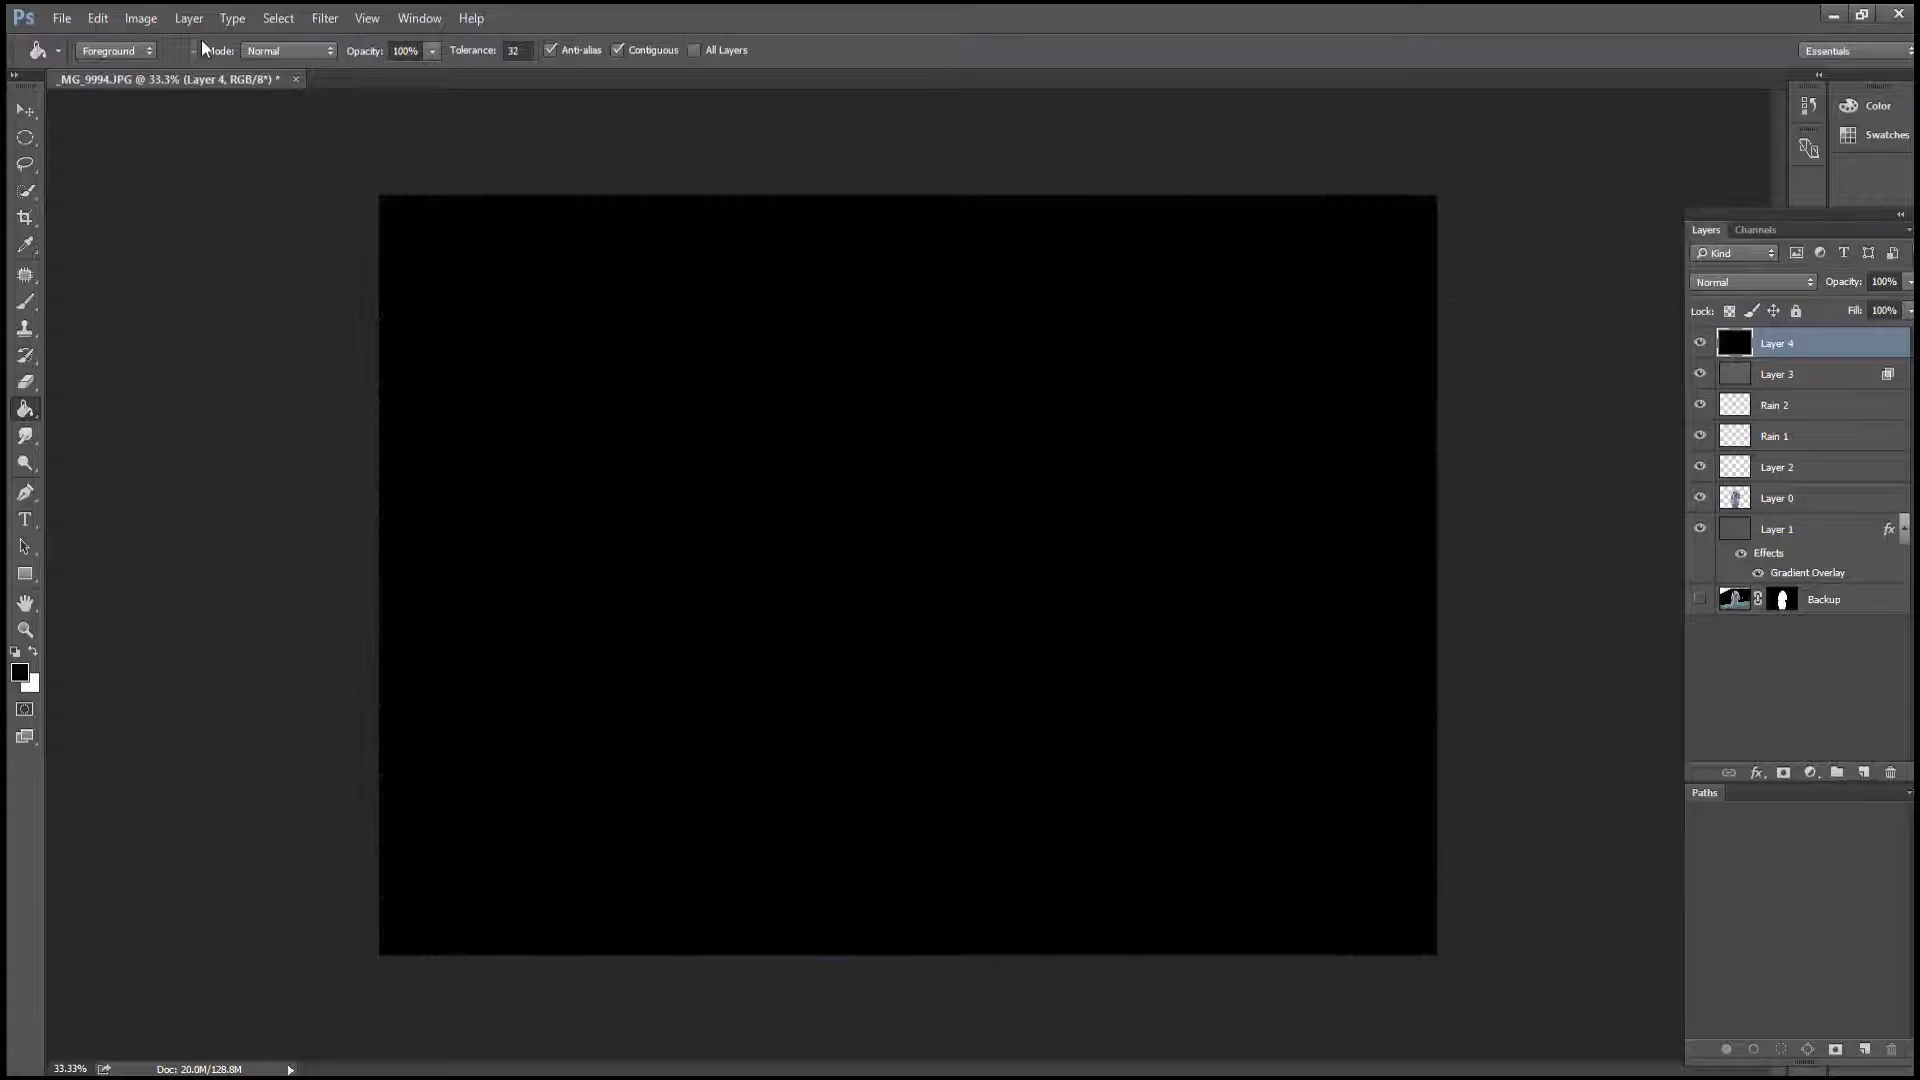 Ps File Edit Image Layer Type Select Filter View Window Help
Foreground Mode: Normal Opacity: 100% Tolerance: 32 Anti-alias Contiguous All Layers Essentials
_MG_9994.JPG @ 33.3% (Layer 4, RGB/8*) * ×
Color
Swatches
Layers Channels
Kind
Normal Opacity: 100%
Lock: Fill: 100%
Layer 4
Layer 3
Rain 2
Rain 1
Layer 2
Layer 0
Layer 1 fx
Effects
Gradient Overlay
Backup
fx
Paths
33.33% Doc: 20.0M/128.8M